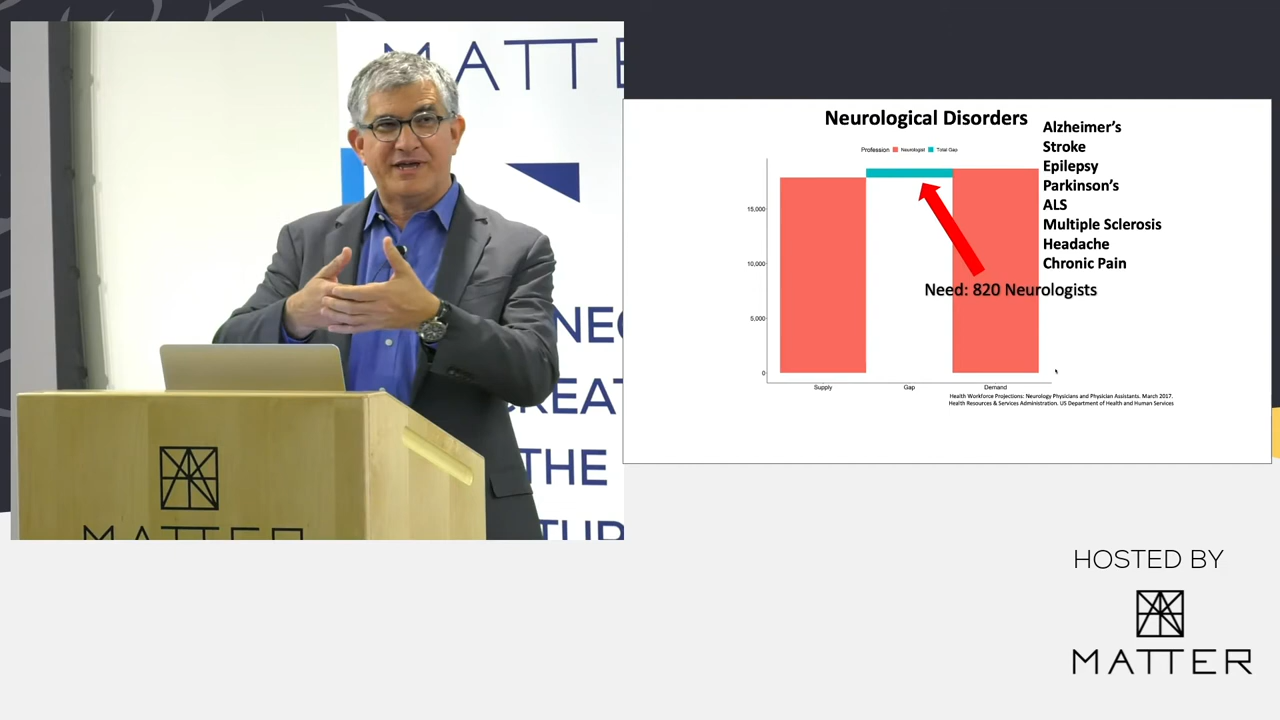 MATTE
NEC
CREAT
THE
TUR
MATTER
Neurological Disorders
Profession Neurologist Total Gap
15,000
10,000
5,000
0
Supply Gap Demand
Need: 820 Neurologists
Alzheimer’s
Stroke
Epilepsy
Parkinson’s
ALS
Multiple Sclerosis
Headache
Chronic Pain
Health Workforce Projections: Neurology Physicians and Physician Assistants. March 2017.
Health Resources & Services Administration. US Department of Health and Human Services
HOSTED BY
MATTER